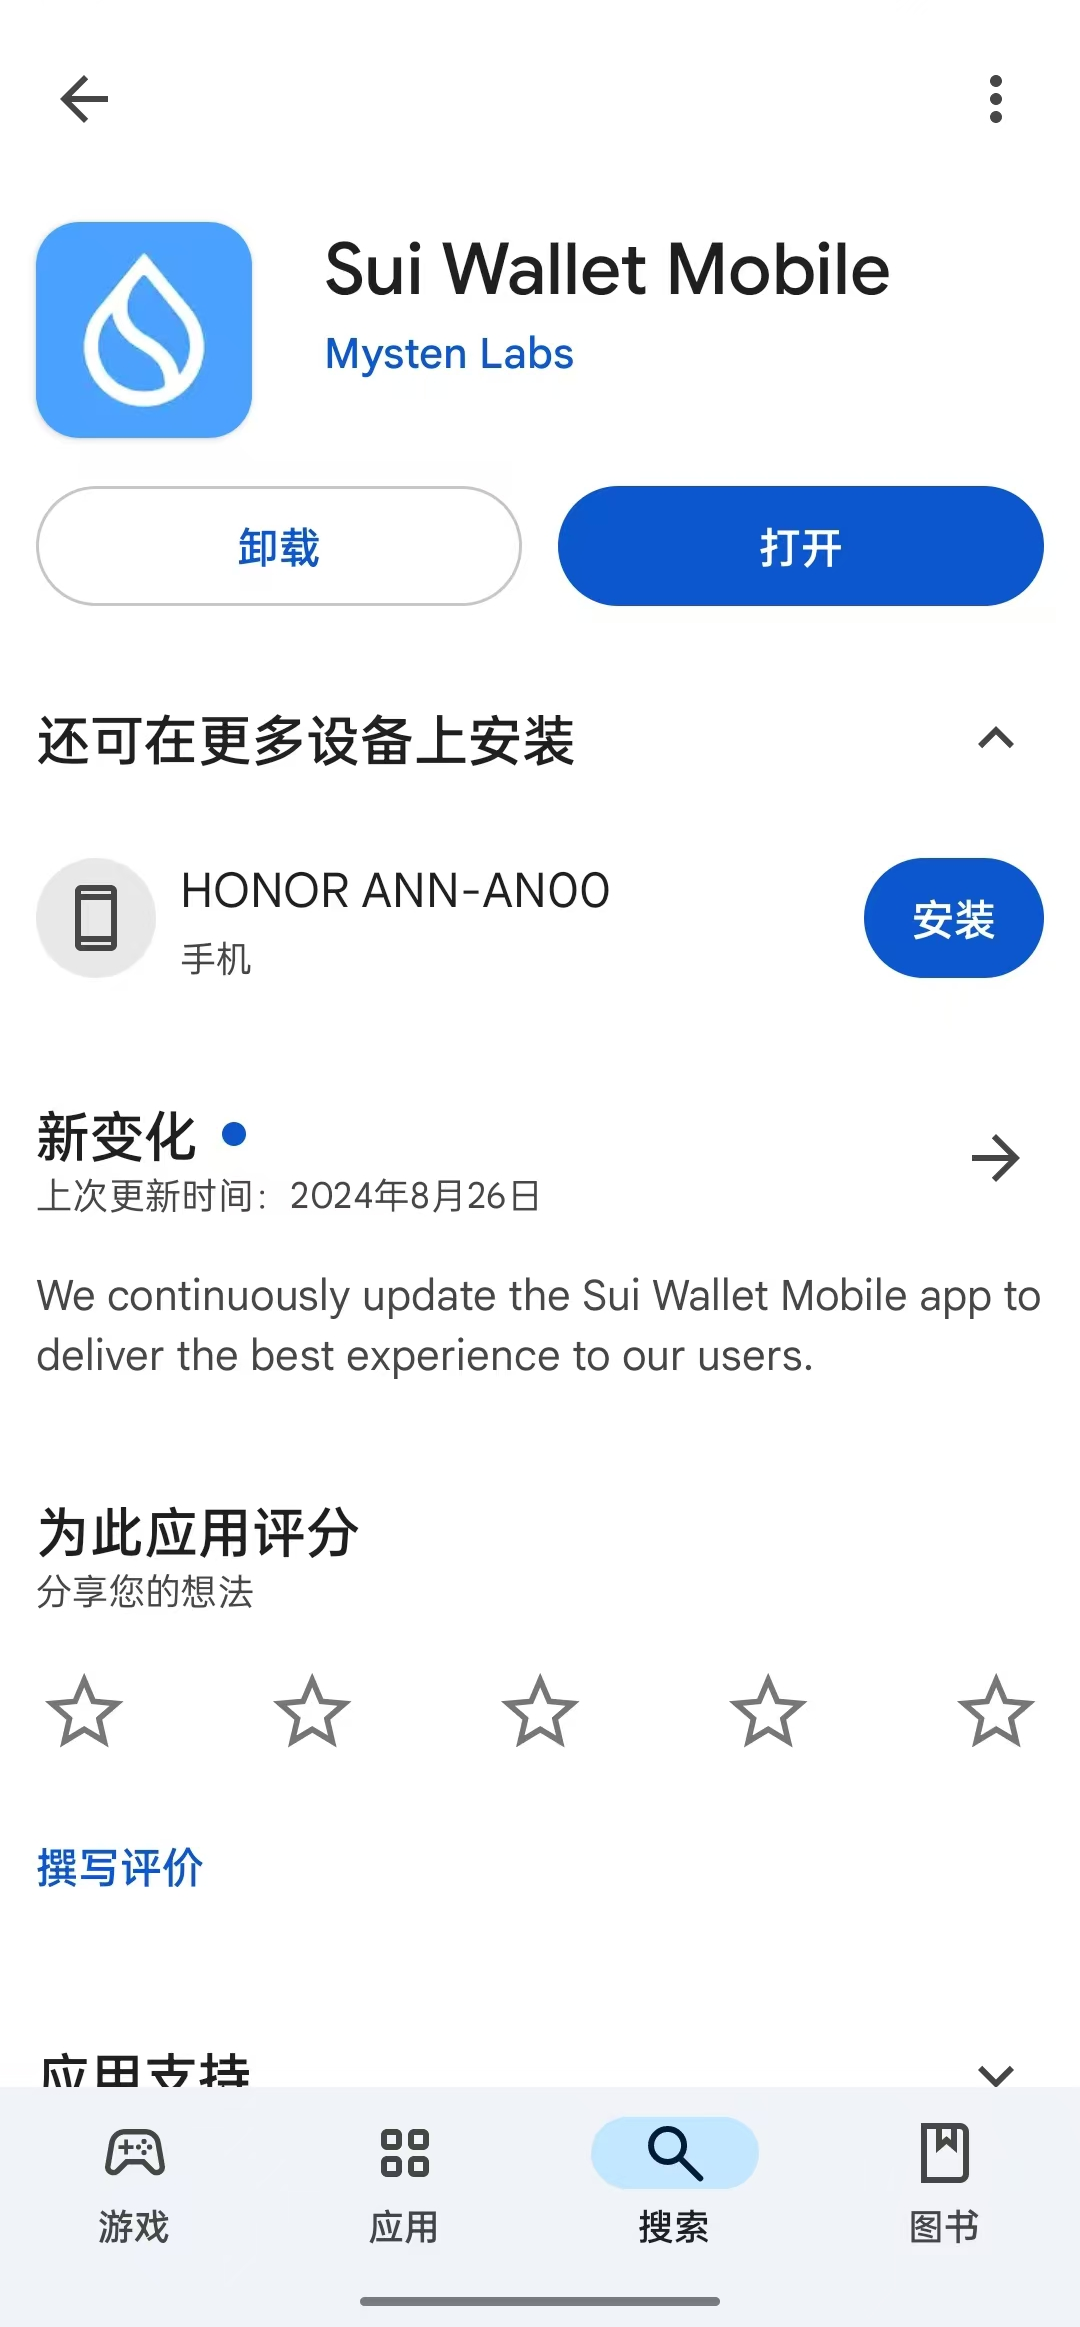 Sui Wallet Mobile
Mysten Labs
卸载
打开
还可在更多设备上安装
HONOR ANN-AN00
手机
安装
新变化
上次更新时间：2024年8月26日
We continuously update the Sui Wallet Mobile app to
deliver the best experience to our users.
为此应用评分
分享您的想法
撰写评价
应用支持
游戏
应用
搜索
图书